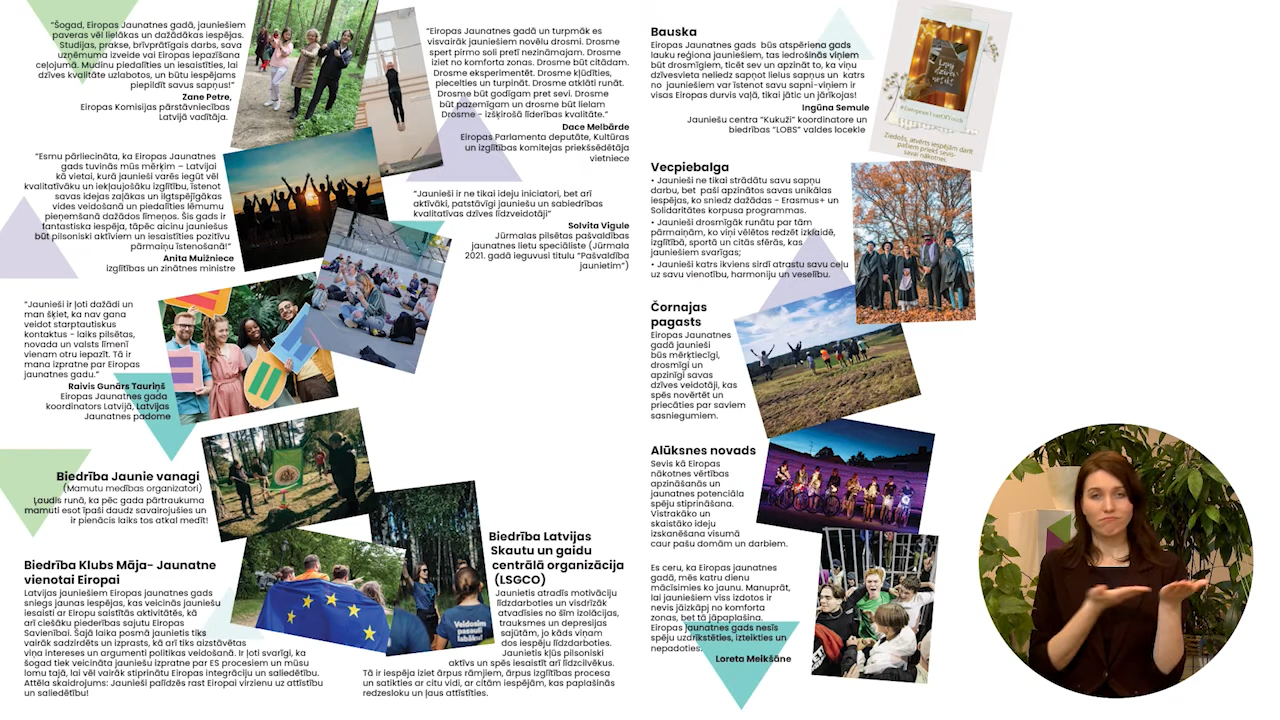 “Šogad, Eiropas Jaunatnes gadā, jauniešiem
paveras vēl lielākas un dažādākas iespējas.
Studijas, prakse, brīvprātīgais darbs, sava
uzņēmuma izveide vai Eiropas iepazīšana
ceļojumā. Mudinu piedalīties un iesaistīties, lai
dzīves kvalitāte uzlabotos, un būtu iespējams
piepildīt savus sapņus!”
Zane Petre,
Eiropas Komisijas pārstāvniecības
Latvijā vadītāja.
“Eiropas Jaunatnes gadā un turpmāk es
visvairāk jauniešiem novēlu drosmi. Drosme
spert pirmo soli pretī nezināmajam. Drosme
iziet no komforta zonas. Drosme būt citādam.
Drosme eksperimentēt. Drosme kļūdīties,
piecelties un turpināt. Drosme atklāti runāt.
Drosme būt godīgam pret sevi. Drosme
būt pazemīgam un drosme būt lielam
Drosme – izšķirošā līderības kvalitāte.”
Dace Melbārde
Eiropas Parlamenta deputāte, Kultūras
un izglītības komitejas priekšsēdētāja
vietniece
“Esmu pārliecināta, ka Eiropas Jaunatnes
gads tuvinās mūs mērķim – Latvijai
kā vietai, kurā jaunieši varēs iegūt vēl
kvalitatīvāku un iekļaujošāku izglītību, īstenot
savas idejas zaļākas un ilgtspējīgākas
vides veidošanā un piedalīties lēmumu
pieņemšanā dažādos līmeņos. Šis gads ir
fantastiska iespēja, tāpēc aicinu jauniešus
būt pilsoniski aktīviem un iesaistīties pozitīvu
pārmaiņu īstenošanā!”
Anita Muižniece
izglītības un zinātnes ministre
“Jaunieši ir ne tikai ideju iniciatori, bet arī
aktīvāki, patstāvīgi jauniešu un sabiedrības
kvalitatīvas dzīves līdzveidotāji”
Solvita Vīgule
Jūrmalas pilsētas pašvaldības
jaunatnes lietu speciāliste (Jūrmala
2021. gadā ieguvusi titulu “Pašvaldība
jaunietim”)
“Jaunieši ir ļoti dažādi un
man šķiet, ka nav gana
veidot starptautiskus
kontaktus - laiks pilsētas,
novada un valsts līmenī
vienam otru iepazīt. Tā ir
mana izpratne par Eiropas
jaunatnes gadu.”
Raivis Gunārs Tauriņš
Eiropas Jaunatnes gada
koordinators Latvijā, Latvijas
Jaunatnes padome
Biedrība Jaunie vanagi
(Mamutu medības organizatori)
Ļaudis runā, ka pēc gada pārtraukuma
mamuti esot īpaši daudz savairojušies un
ir pienācis laiks tos atkal medīt!
Biedrība Klubs Māja- Jaunatne
vienotai Eiropai
Latvijas jauniešiem Eiropas jaunatnes gads
sniegs jaunas iespējas, kas veicinās jauniešu
iesaisti ar Eiropu saistītās aktivitātēs, kā
arī ciešāku piederības sajutu Eiropas
Savienībai. Šajā laika posmā jaunietis tiks
vairāk sadzirdēts un izprasts, kā arī tiks aizstāvētas
viņa intereses un argumenti politikas veidošanā. Ir ļoti svarīgi, ka
šogad tiek veicināta jauniešu izpratne par ES procesiem un mūsu
lomu tajā, lai vēl vairāk stiprinātu Eiropas integrāciju un saliedētību.
Attēla skaidrojums: Jaunieši palīdzēs rast Eiropai virzienu uz attīstību
un saliedētību!
Veidosim
pasauli
labāku!
Biedrība Latvijas
Skautu un gaidu
centrālā organizācija
(LSGCO)
Jaunietis atradīs motivāciju
līdzdarboties un visdrīzāk
atvadīsies no šīm izolācijas,
trauksmes un depresijas
sajūtām, jo kāds viņam
dos iespēju līdzdarboties.
Jaunietis kļūs pilsoniski
aktīvs un spēs iesaistīt arī līdzcilvēkus.
Tā ir iespēja iziet ārpus rāmjiem, ārpus izglītības procesa
un satikties ar citu vidi, ar citām iespējām, kas paplašinās
redzesloku un ļaus attīstīties.
Bauska
Eiropas Jaunatnes gads būs atspēriena gads
lauku reģiona jauniešiem, tas iedrošinās viņiem
būt drosmīgiem, ticēt sev un apzināt to, ka viņu
dzīvesvieta neliedz sapņot lielus sapņus un katrs
no jauniešiem var īstenot savu sapni-viņiem ir
visas Eiropas durvis vaļā, tikai jātic un jārīkojas!
Ingūna Semule
Jauniešu centra “Kukuži” koordinatore un
biedrības “LOBS” valdes locekle
#EuropeanYearOfYouth
Ziedošs, atvērts iespējām darīt
pašiem priekš sevis-
savai nākotnei.
Vecpiebalga
• Jaunieši ne tikai strādātu savu sapņu
darbu, bet paši apzinātos savas unikālas
iespējas, ko sniedz dažādas - Erasmus+ un
Solidaritātes korpusa programmas.
• Jaunieši drosmīgāk runātu par tām
pārmaiņām, ko viņi vēlētos redzēt izklaidē,
izglītībā, sportā un citās sfērās, kas
jauniešiem svarīgas;
• Jaunieši katrs ikviens sirdī atrastu savu ceļu
uz savu vienotību, harmoniju un veselību.
Čornajas
pagasts
Eiropas Jaunatnes
gadā jaunieši
būs mērķtiecīgi,
drosmīgi un
apzinīgi savas
dzīves veidotāji, kas
spēs novērtēt un
priecāties par saviem
sasniegumiem.
Alūksnes novads
Sevis kā Eiropas
nākotnes vērtības
apzināšanās un
jaunatnes potenciāla
spēju stiprināšana.
Vistrakāko un
skaistāko ideju
izskanēšana visumā
caur pašu domām un darbiem.
Es ceru, ka Eiropas jaunatnes
gadā, mēs katru dienu
mācīsimies ko jaunu. Manuprāt,
lai jauniešiem viss izdotos ir
nevis jāizkāpj no komforta
zonas, bet tā jāpaplašina.
Eiropas jaunatnes gads nesīs
spēju uzdrīkstēties, izteikties un
nepadoties.
Loreta Meikšāne